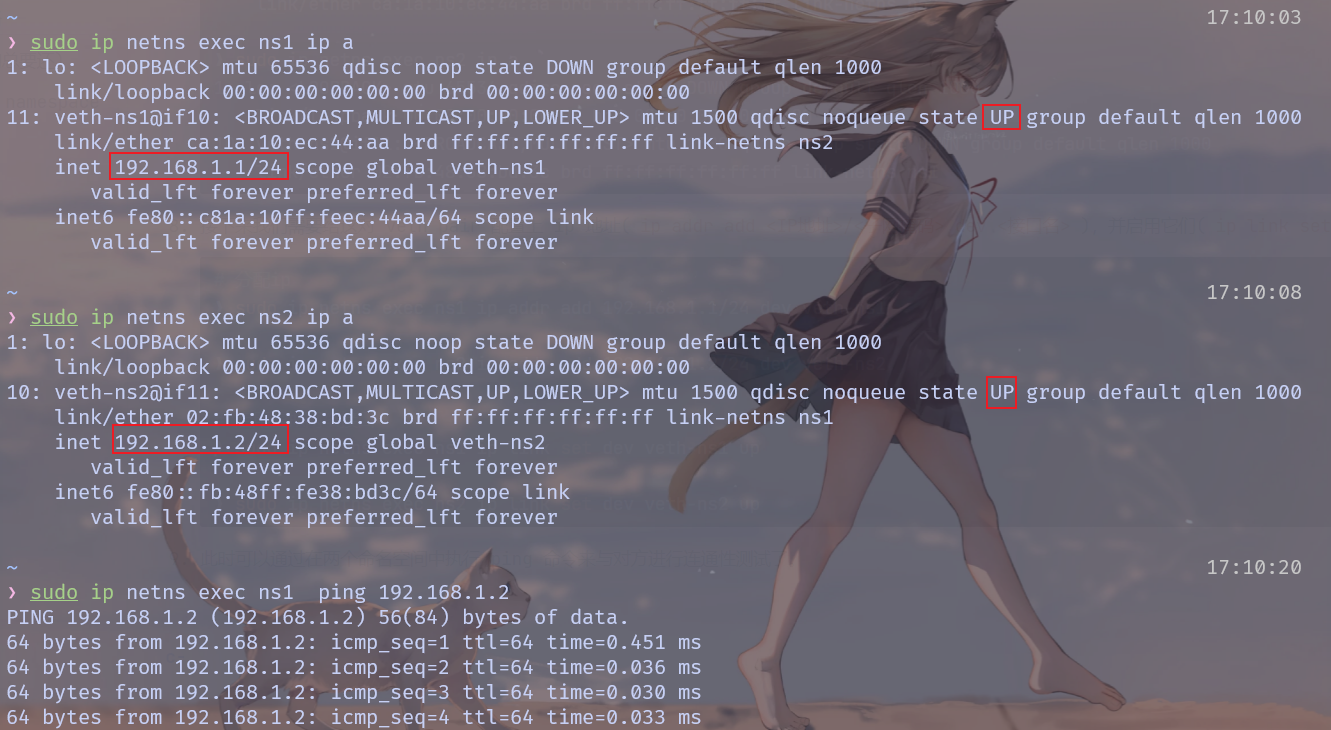 ~ 17:10:03
❯ sudo ip netns exec ns1 ip a
1: lo: <LOOPBACK> mtu 65536 qdisc noop state DOWN group default qlen 1000
    link/loopback 00:00:00:00:00:00 brd 00:00:00:00:00:00
11: veth-ns1@if10: <BROADCAST,MULTICAST,UP,LOWER_UP> mtu 1500 qdisc noqueue state UP group default qlen 1000
    link/ether ca:1a:10:ec:44:aa brd ff:ff:ff:ff:ff:ff link-netns ns2
    inet 192.168.1.1/24 scope global veth-ns1
       valid_lft forever preferred_lft forever
    inet6 fe80::c81a:10ff:feec:44aa/64 scope link
       valid_lft forever preferred_lft forever
~ 17:10:08
❯ sudo ip netns exec ns2 ip a
1: lo: <LOOPBACK> mtu 65536 qdisc noop state DOWN group default qlen 1000
    link/loopback 00:00:00:00:00:00 brd 00:00:00:00:00:00
10: veth-ns2@if11: <BROADCAST,MULTICAST,UP,LOWER_UP> mtu 1500 qdisc noqueue state UP group default qlen 1000
    link/ether 02:fb:48:38:bd:3c brd ff:ff:ff:ff:ff:ff link-netns ns1
    inet 192.168.1.2/24 scope global veth-ns2
       valid_lft forever preferred_lft forever
    inet6 fe80::fb:48ff:fe38:bd3c/64 scope link
       valid_lft forever preferred_lft forever
~ 17:10:20
❯ sudo ip netns exec ns1  ping 192.168.1.2
PING 192.168.1.2 (192.168.1.2) 56(84) bytes of data.
64 bytes from 192.168.1.2: icmp_seq=1 ttl=64 time=0.451 ms
64 bytes from 192.168.1.2: icmp_seq=2 ttl=64 time=0.036 ms
64 bytes from 192.168.1.2: icmp_seq=3 ttl=64 time=0.030 ms
64 bytes from 192.168.1.2: icmp_seq=4 ttl=64 time=0.033 ms